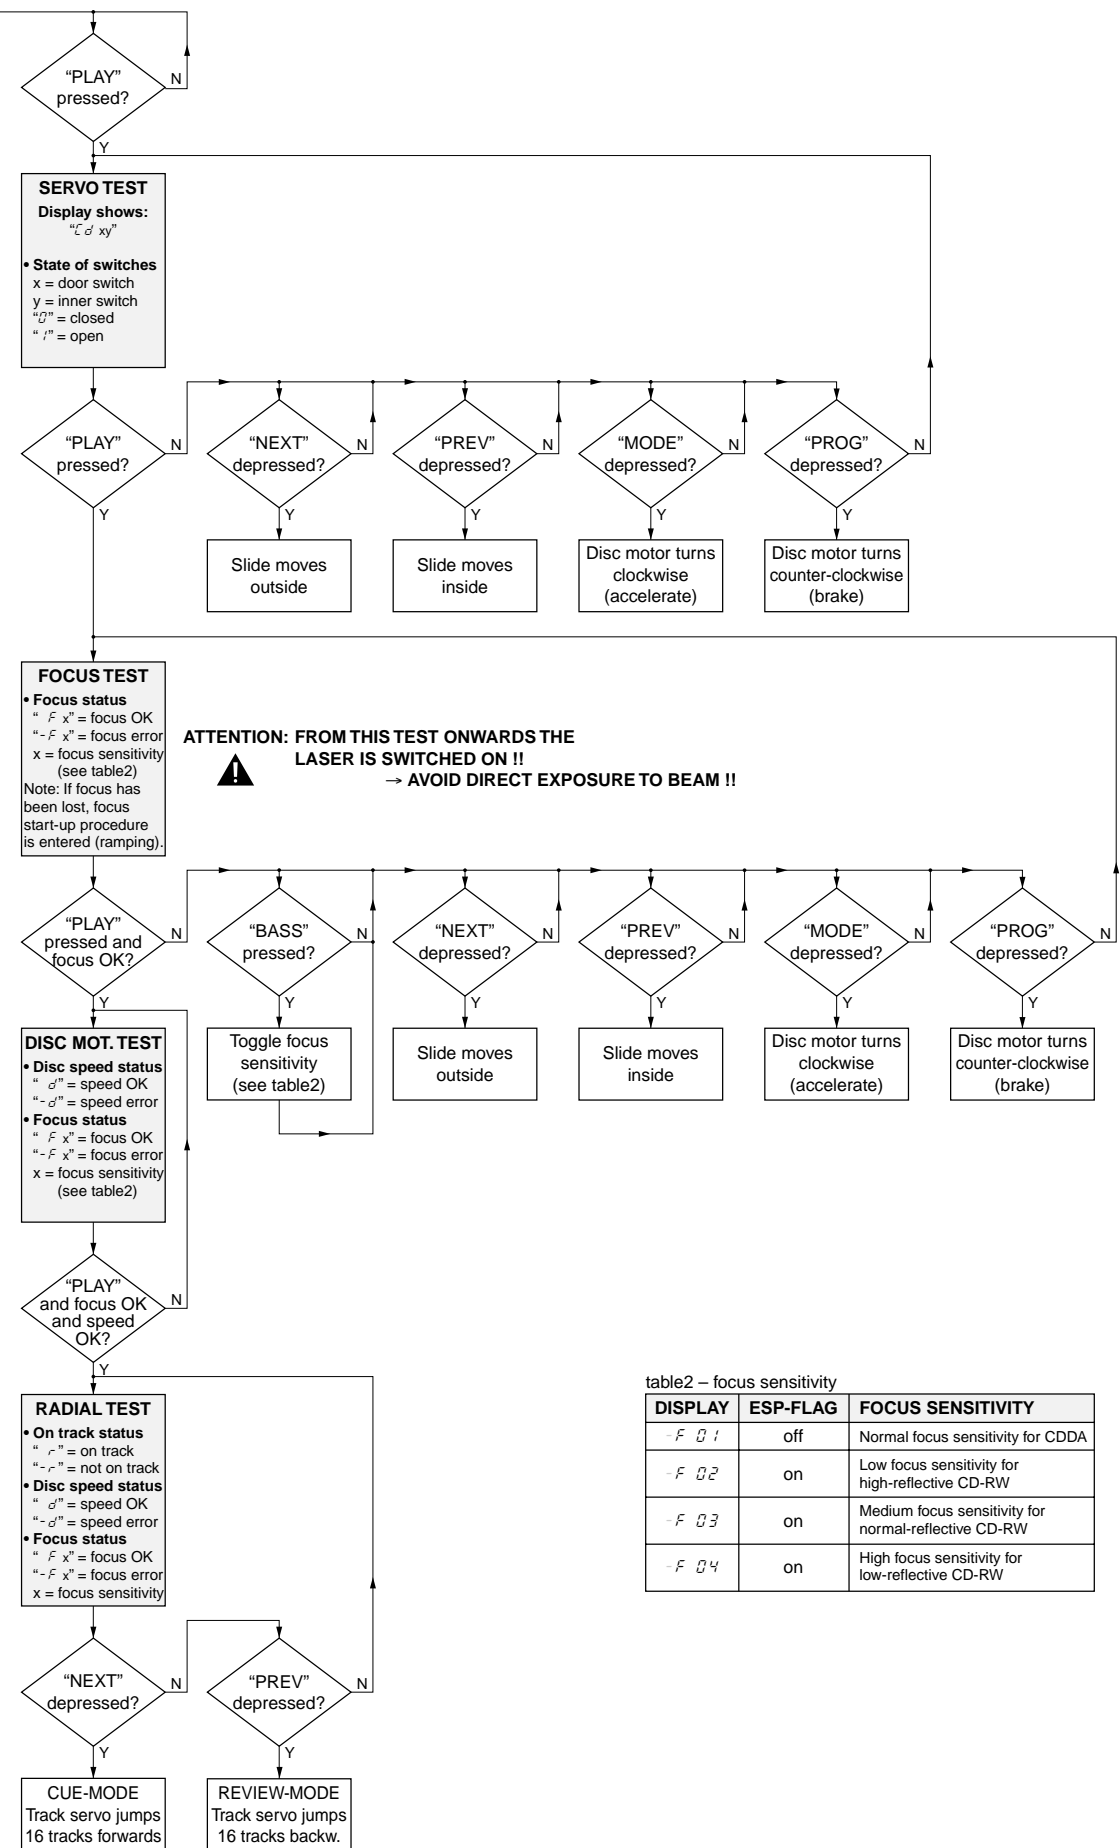 “PLAY”
pressed?
N
Y
SERVO TEST
Display shows:
“Cd xy”
• State of switches
x = door switch
y = inner switch
“0” = closed
“1” = open
“PLAY”
pressed?
N
Y
“NEXT”
depressed?
N
Y
“PREV”
depressed?
N
Y
“MODE”
depressed?
N
Y
“PROG”
depressed?
N
Y
Slide moves
outside
Slide moves
inside
Disc motor turns
clockwise
(accelerate)
Disc motor turns
counter-clockwise
(brake)
FOCUS TEST
• Focus status
“ F x” = focus OK
“-F x” = focus error
x = focus sensitivity
(see table2)
Note: If focus has
been lost, focus
start-up procedure
is entered (ramping).
ATTENTION: FROM THIS TEST ONWARDS THE
LASER IS SWITCHED ON !!
→ AVOID DIRECT EXPOSURE TO BEAM !!
“PLAY”
pressed and
focus OK?
N
Y
“BASS”
pressed?
N
Y
“NEXT”
depressed?
N
Y
“PREV”
depressed?
N
Y
“MODE”
depressed?
N
Y
“PROG”
depressed?
N
Y
Toggle focus
sensitivity
(see table2)
Slide moves
outside
Slide moves
inside
Disc motor turns
clockwise
(accelerate)
Disc motor turns
counter-clockwise
(brake)
DISC MOT. TEST
• Disc speed status
“ d” = speed OK
“-d” = speed error
• Focus status
“ F x” = focus OK
“-F x” = focus error
x = focus sensitivity
(see table2)
“PLAY”
and focus OK
and speed
OK?
N
Y
RADIAL TEST
• On track status
“ r” = on track
“-r” = not on track
• Disc speed status
“ d” = speed OK
“-d” = speed error
• Focus status
“ F x” = focus OK
“-F x” = focus error
x = focus sensitivity
“NEXT”
depressed?
N
Y
“PREV”
depressed?
N
Y
CUE-MODE
Track servo jumps
16 tracks forwards
REVIEW-MODE
Track servo jumps
16 tracks backw.
table2 – focus sensitivity
DISPLAY ESP-FLAG FOCUS SENSITIVITY
-F 01 off Normal focus sensitivity for CDDA
-F 02 on Low focus sensitivity for
high-reflective CD-RW
-F 03 on Medium focus sensitivity for
normal-reflective CD-RW
-F 04 on High focus sensitivity for
low-reflective CD-RW